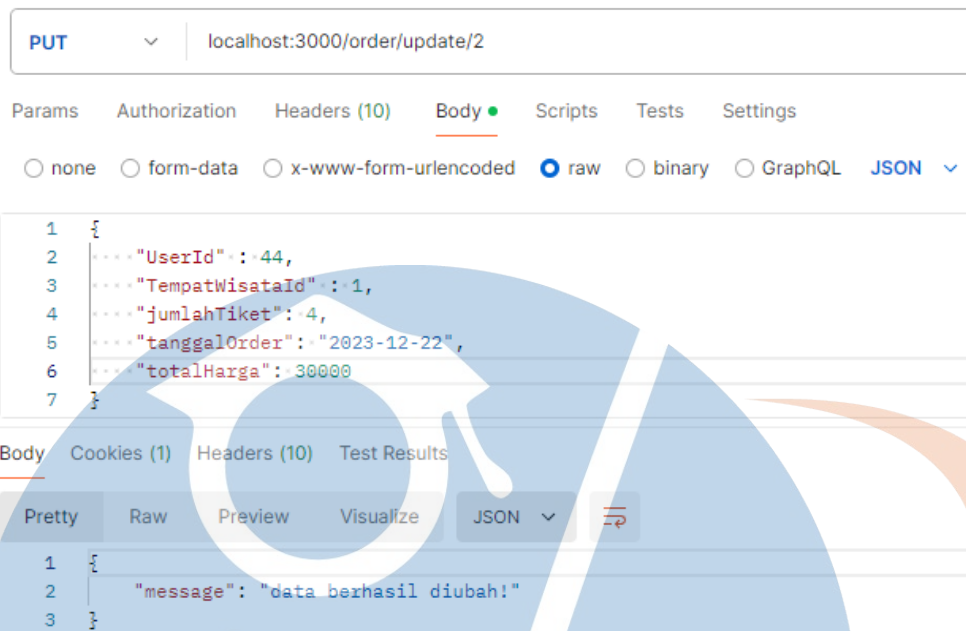 PUT localhost:3000/order/update/2
Params Authorization Headers (10) Body Scripts Tests Settings
none form-data x-www-form-urlencoded raw binary GraphQL JSON
1 {
2 "UserId" : 44,
3 "TempatWisataId" : 1,
4 "jumlahTiket": 4,
5 "tanggalOrder": "2023-12-22",
6 "totalHarga": 30000
7 }
Body Cookies (1) Headers (10) Test Results
Pretty Raw Preview Visualize JSON
1 {
2 "message": "data berhasil diubah!"
3 }